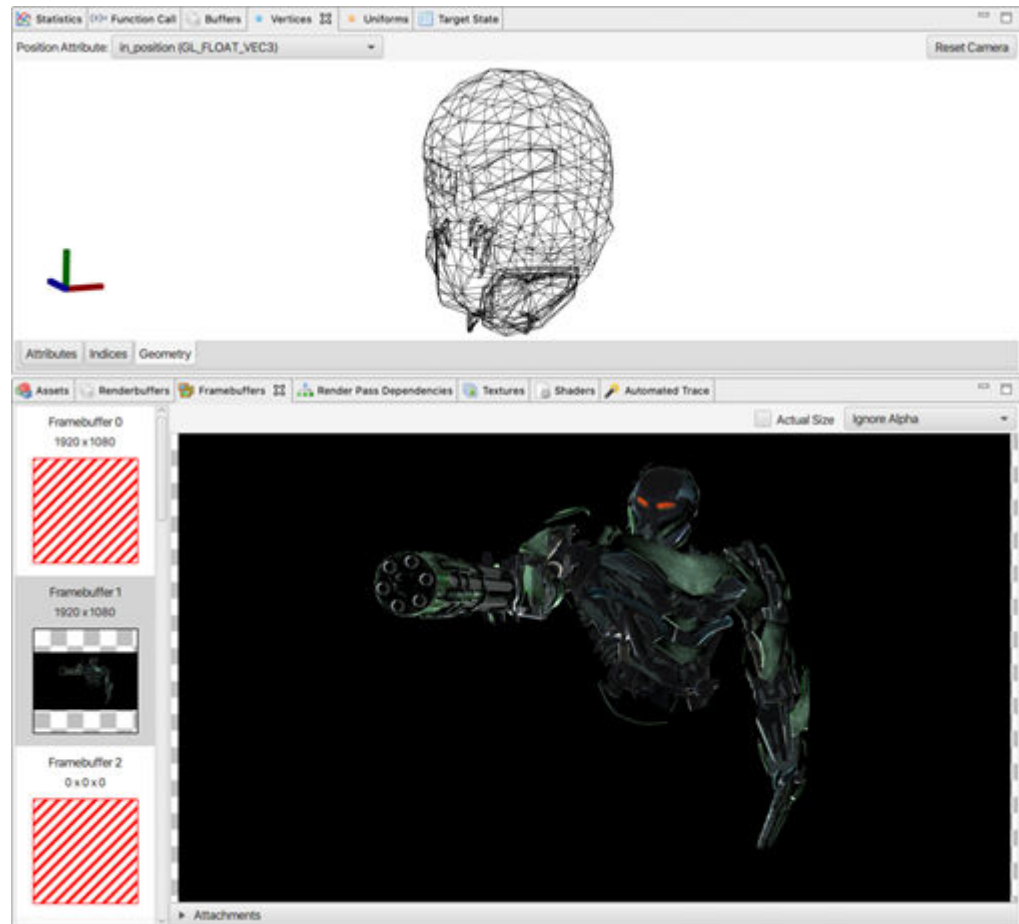 Statistics Function Call Buffers Vertices Uniforms Target State
Position Attribute: in_position (GL_FLOAT_VEC3) Reset Camera
Attributes Indices Geometry
Assets Renderbuffers Framebuffers Render Pass Dependencies Textures Shaders Automated Trace
Actual Size Ignore Alpha
Framebuffer 0
1920 x 1080
Framebuffer 1
1920 x 1080
Framebuffer 2
0 x 0 x 0
Attachments